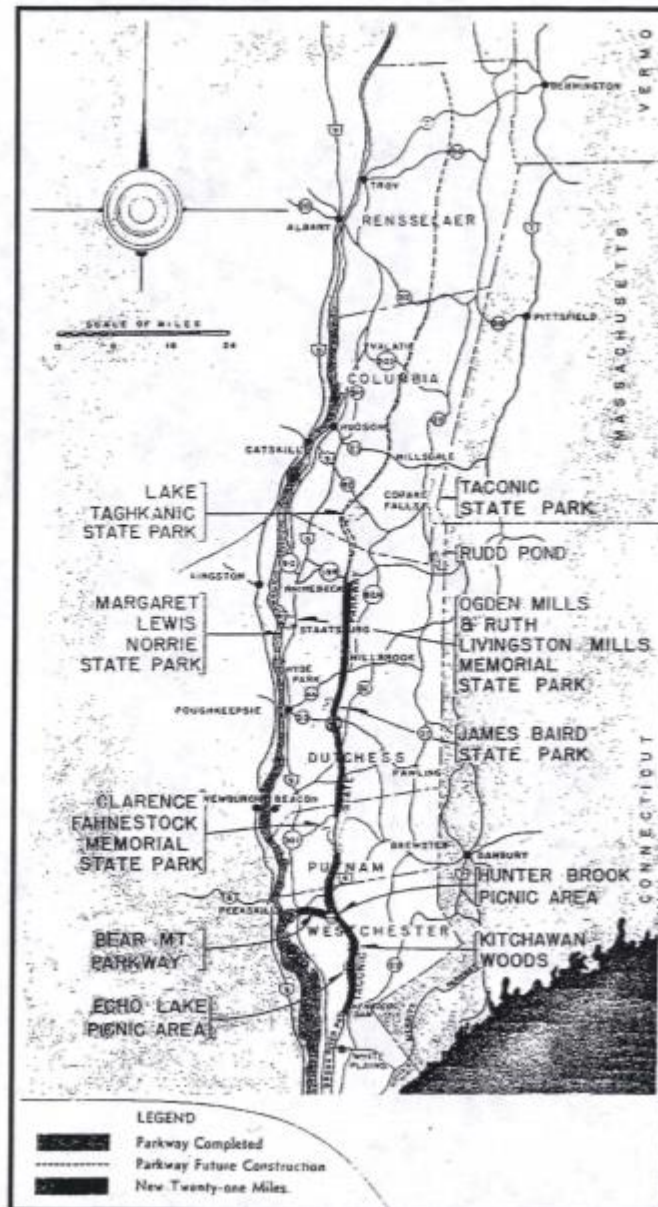 VERMO
BENNINGTON
TROY
ALBANY
RENSSELAER
MASSACHUSETTS
SCALE OF MILES
0 8 16 24
PITTSFIELD
VALATIE
COLUMBIA
HUDSON
CATSKILL
HILLSDALE
COPAKE
FALLS
LAKE
TAGHKANIC
STATE PARK
TACONIC
STATE PARK
RUDD POND
KINGSTON
RHINEBECK
PARKWAY
MARGARET
LEWIS
NORRIE
STATE PARK
STAATSBURG
OGDEN MILLS
& RUTH
LIVINGSTON MILLS
MEMORIAL
STATE PARK
HYDE
PARK
MILLBROOK
POUGHKEEPSIE
JAMES BAIRD
STATE PARK
DUTCHESS
PAWLING
CONNECTICUT
CLARENCE
FAHNESTOCK
MEMORIAL
STATE PARK
NEWBURGH
BEACON
BREWSTER
DANBURY
PUTNAM
HUNTER BROOK
PICNIC AREA
PEEKSKILL
BEAR MT.
PARKWAY
WESTCHESTER
KITCHAWAN
WOODS
TACONIC
ECHO LAKE
PICNIC AREA
WHITE
PLAINS
LEGEND
Parkway Completed
Parkway Future Construction
New Twenty-one Miles.